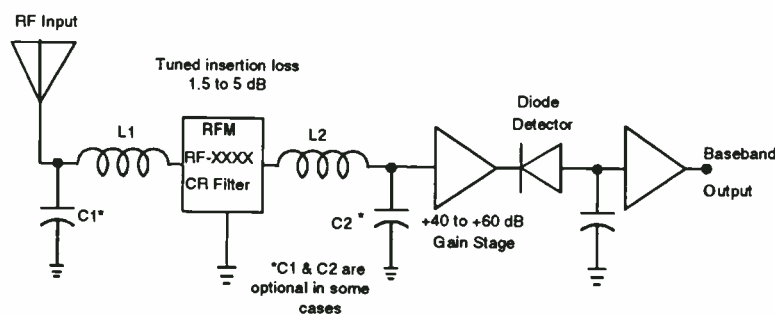 RF Input
Tuned insertion loss
1.5 to 5 dB
L1
RFM
RF-XXXX
CR Filter
L2
Diode
Detector
Baseband
Output
C1*
C2 *
+40 to +60 dB
Gain Stage
*C1 & C2 are
optional in some
cases